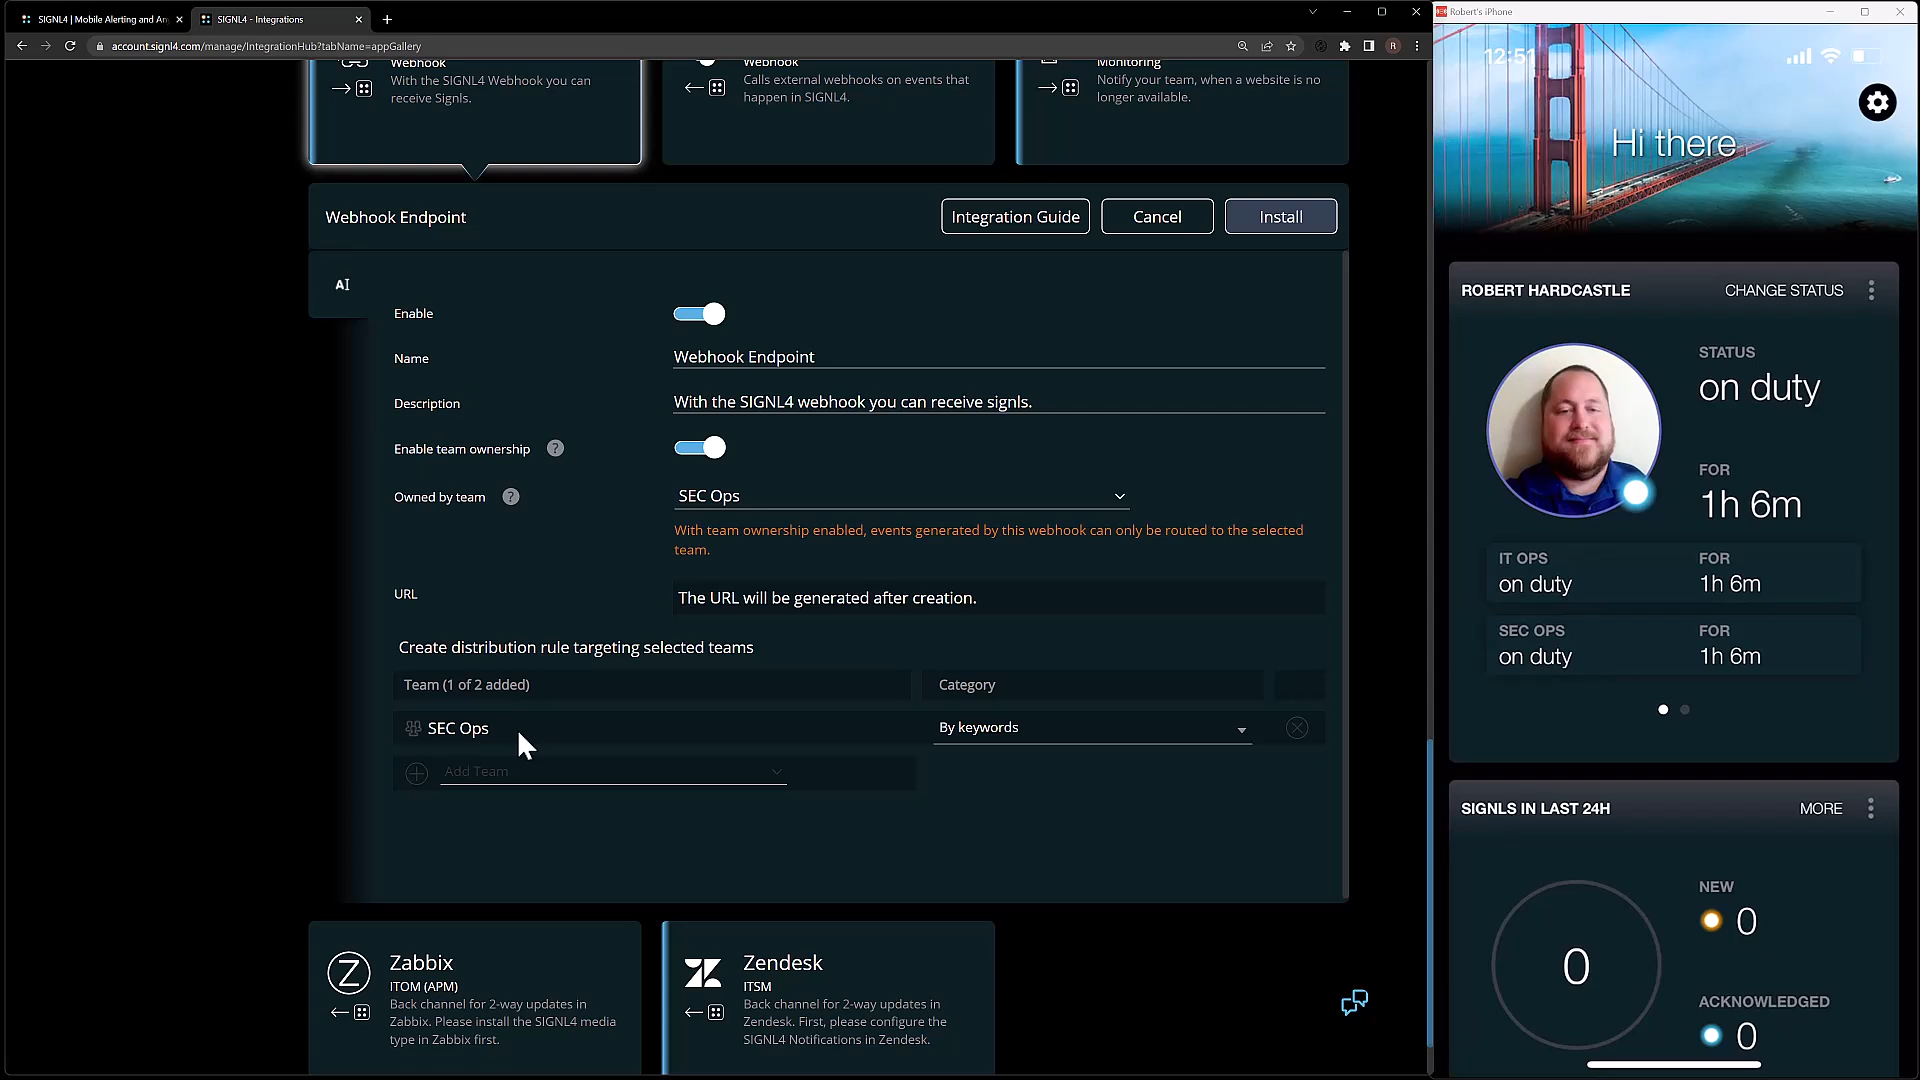 SIGNL4 | Mobile Alerting and An
SIGNL4 - Integrations
account.signl4.com/manage/IntegrationHub?tabName=appGallery
R
Webhook
With the SIGNL4 Webhook you can
receive Signls.
Webhook
Calls external webhooks on events that
happen in SIGNL4.
Monitoring
Notify your team, when a website is no
longer available.
Webhook Endpoint
Integration Guide
Cancel
Install
Enable
Name
Webhook Endpoint
Description
With the SIGNL4 webhook you can receive signls.
Enable team ownership ?
Owned by team ?
SEC Ops
With team ownership enabled, events generated by this webhook can only be routed to the selected
team.
URL
The URL will be generated after creation.
Create distribution rule targeting selected teams
Team (1 of 2 added)
Category
SEC Ops
By keywords
Add Team
Zabbix
ITOM (APM)
Back channel for 2-way updates in
Zabbix. Please install the SIGNL4 media
type in Zabbix first.
Zendesk
ITSM
Back channel for 2-way updates in
Zendesk. First, please configure the
SIGNL4 Notifications in Zendesk.
Robert's iPhone
12:51
Hi there
ROBERT HARDCASTLE
CHANGE STATUS
STATUS
on duty
FOR
1h 6m
IT OPS
FOR
on duty
1h 6m
SEC OPS
FOR
on duty
1h 6m
SIGNLS IN LAST 24H
MORE
NEW
0
0
ACKNOWLEDGED
0